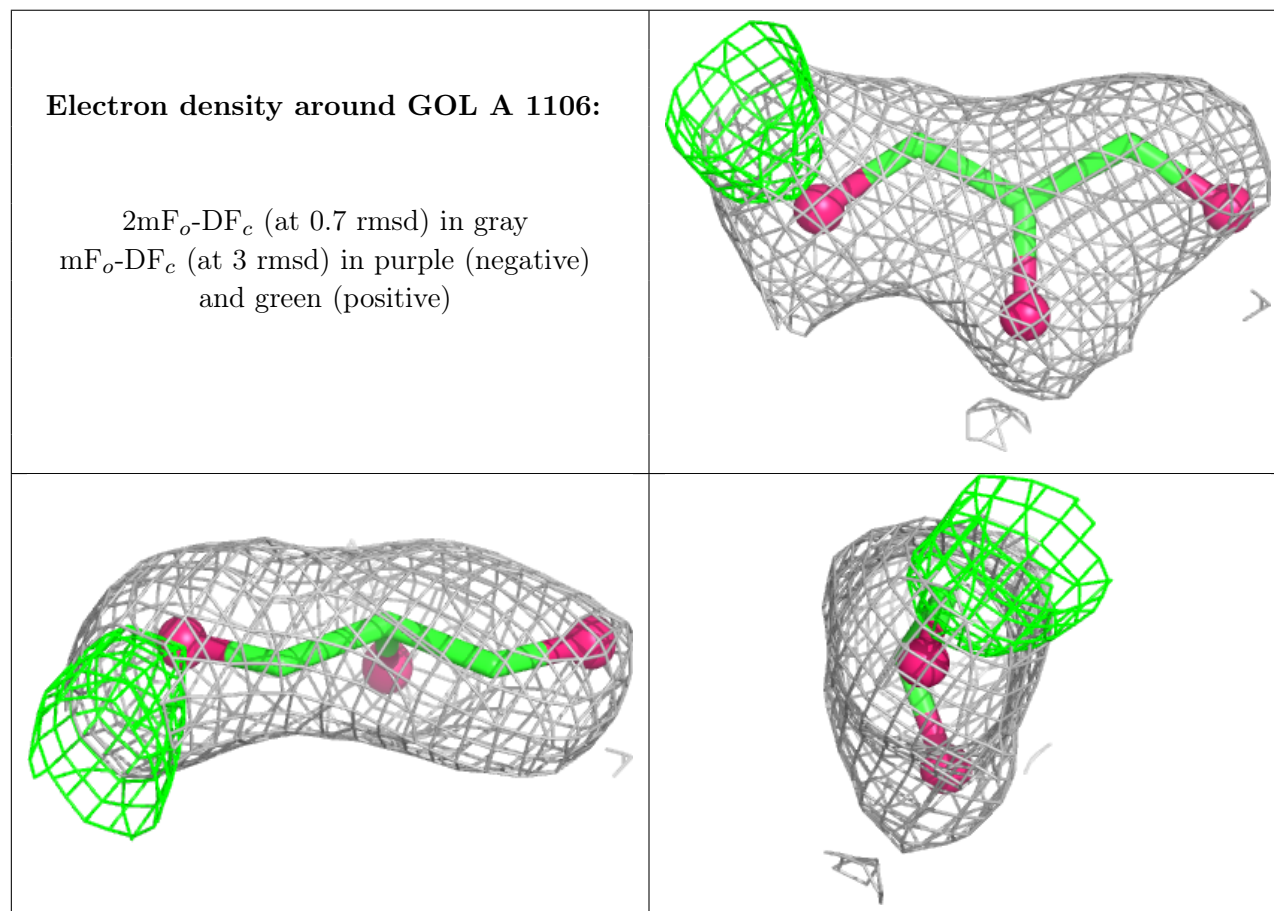 Electron density around GOL A 1106:
2mFₒ-DF𝑐 (at 0.7 rmsd) in gray
mFₒ-DF𝑐 (at 3 rmsd) in purple (negative)
and green (positive)